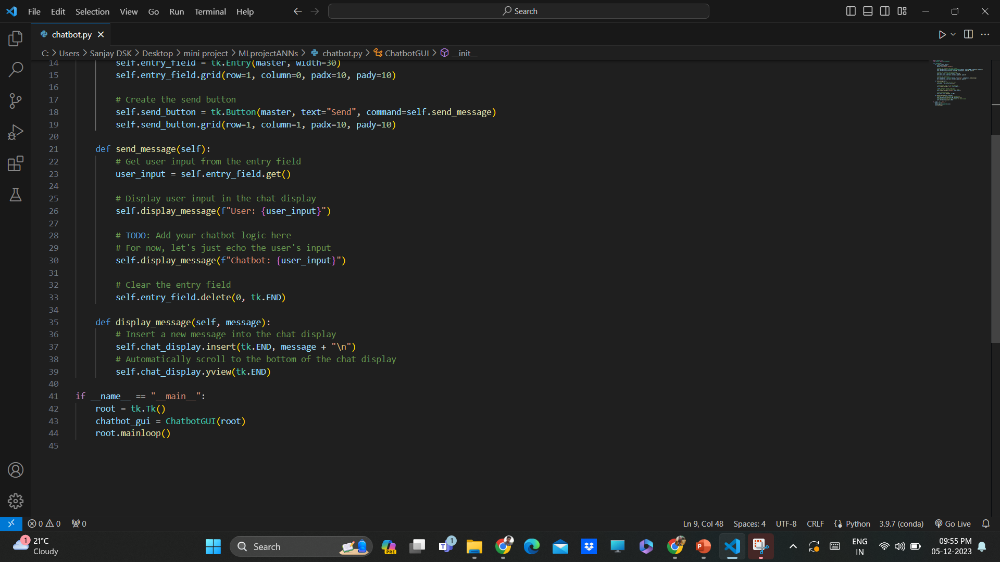 File Edit Selection View Go Run Terminal Help Search
chatbot.py
C: > Users > Sanjay DSK > Desktop > mini project > MLprojectANNs > chatbot.py > ChatbotGUI > __init__
14 self.entry_field = tk.Entry(master, width=30)
15 self.entry_field.grid(row=1, column=0, padx=10, pady=10)
16
17 # Create the send button
18 self.send_button = tk.Button(master, text="Send", command=self.send_message)
19 self.send_button.grid(row=1, column=1, padx=10, pady=10)
20
21 def send_message(self):
22 # Get user input from the entry field
23 user_input = self.entry_field.get()
24
25 # Display user input in the chat display
26 self.display_message(f"User: {user_input}")
27
28 # TODO: Add your chatbot logic here
29 # For now, let's just echo the user's input
30 self.display_message(f"Chatbot: {user_input}")
31
32 # Clear the entry field
33 self.entry_field.delete(0, tk.END)
34
35 def display_message(self, message):
36 # Insert a new message into the chat display
37 self.chat_display.insert(tk.END, message + "\n")
38 # Automatically scroll to the bottom of the chat display
39 self.chat_display.yview(tk.END)
40
41 if __name__ == "__main__":
42 root = tk.Tk()
43 chatbot_gui = ChatbotGUI(root)
44 root.mainloop()
45
0 0 0 Ln 9, Col 48 Spaces: 4 UTF-8 CRLF Python 3.9.7 (conda) Go Live
1 21°C Search PRE 1 ENG 09:55 PM
Cloudy IN 05-12-2023